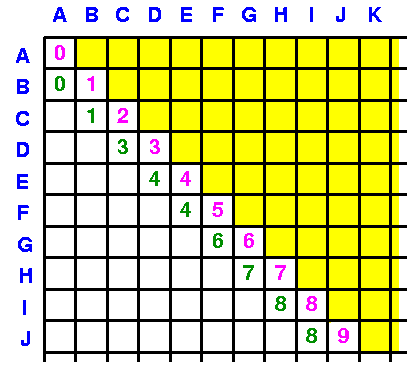 A B C D E F G H I J K
A 0
B 0 1
C 1 2
D 3 3
E 4 4
F 4 5
G 6 6
H 7 7
I 8 8
J 8 9